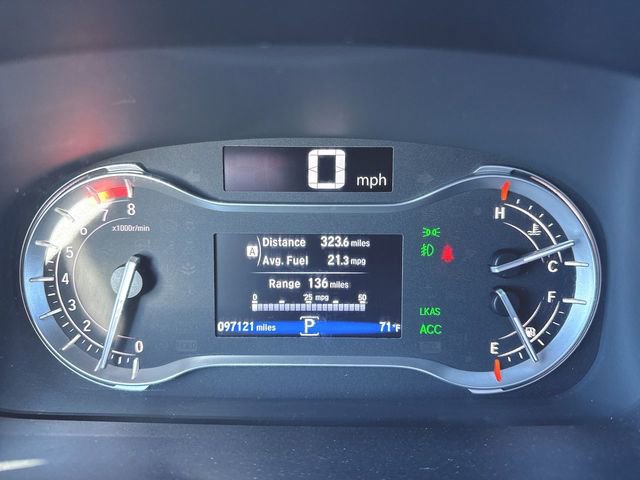 0 mph
8
7
x1000r/min
6
5
4
3
2
1
0
Distance 323.6 miles
A Avg. Fuel 21.3 mpg
Range 136 miles
0 25 mpg 50
097121 miles P 71°F
LKAS
ACC
H
C
F
E